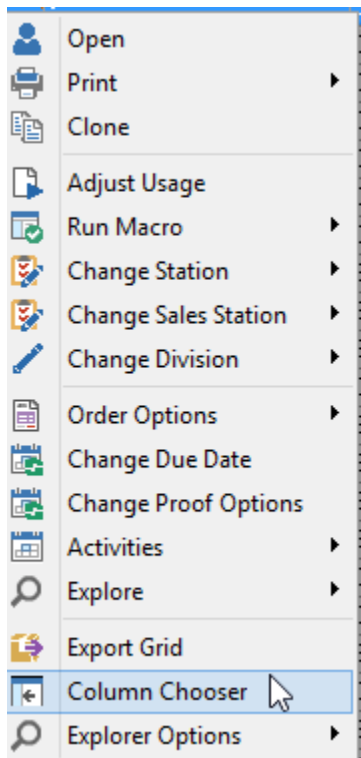 Open
Print
Clone
Adjust Usage
Run Macro
Change Station
Change Sales Station
Change Division
Order Options
Change Due Date
Change Proof Options
Activities
Explore
Export Grid
Column Chooser
Explorer Options